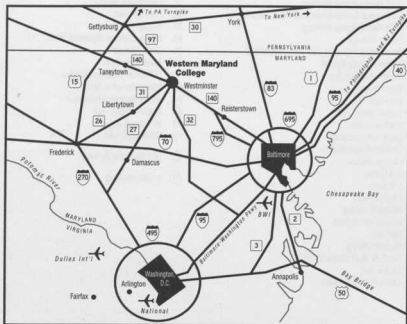 To PA Turnpike
Gettysburg
30
York
To New York
97
PENNSYLVANIA
MARYLAND
To Philadelphia and NJ Turnpike
40
140
Taneytown
Western Maryland
College
Westminster
15
1
83
95
31
Libertytown
140
Reisterstown
26
27
32
70
795
695
Frederick
Baltimore
Damascus
270
Potomac River
Chesapeake Bay
MARYLAND
VIRGINIA
495
95
Baltimore-Washington Pkwy
BWI
2
Dulles Int'l
3
Washington,
D.C.
Arlington
Annapolis
Bay Bridge
Fairfax
National
50